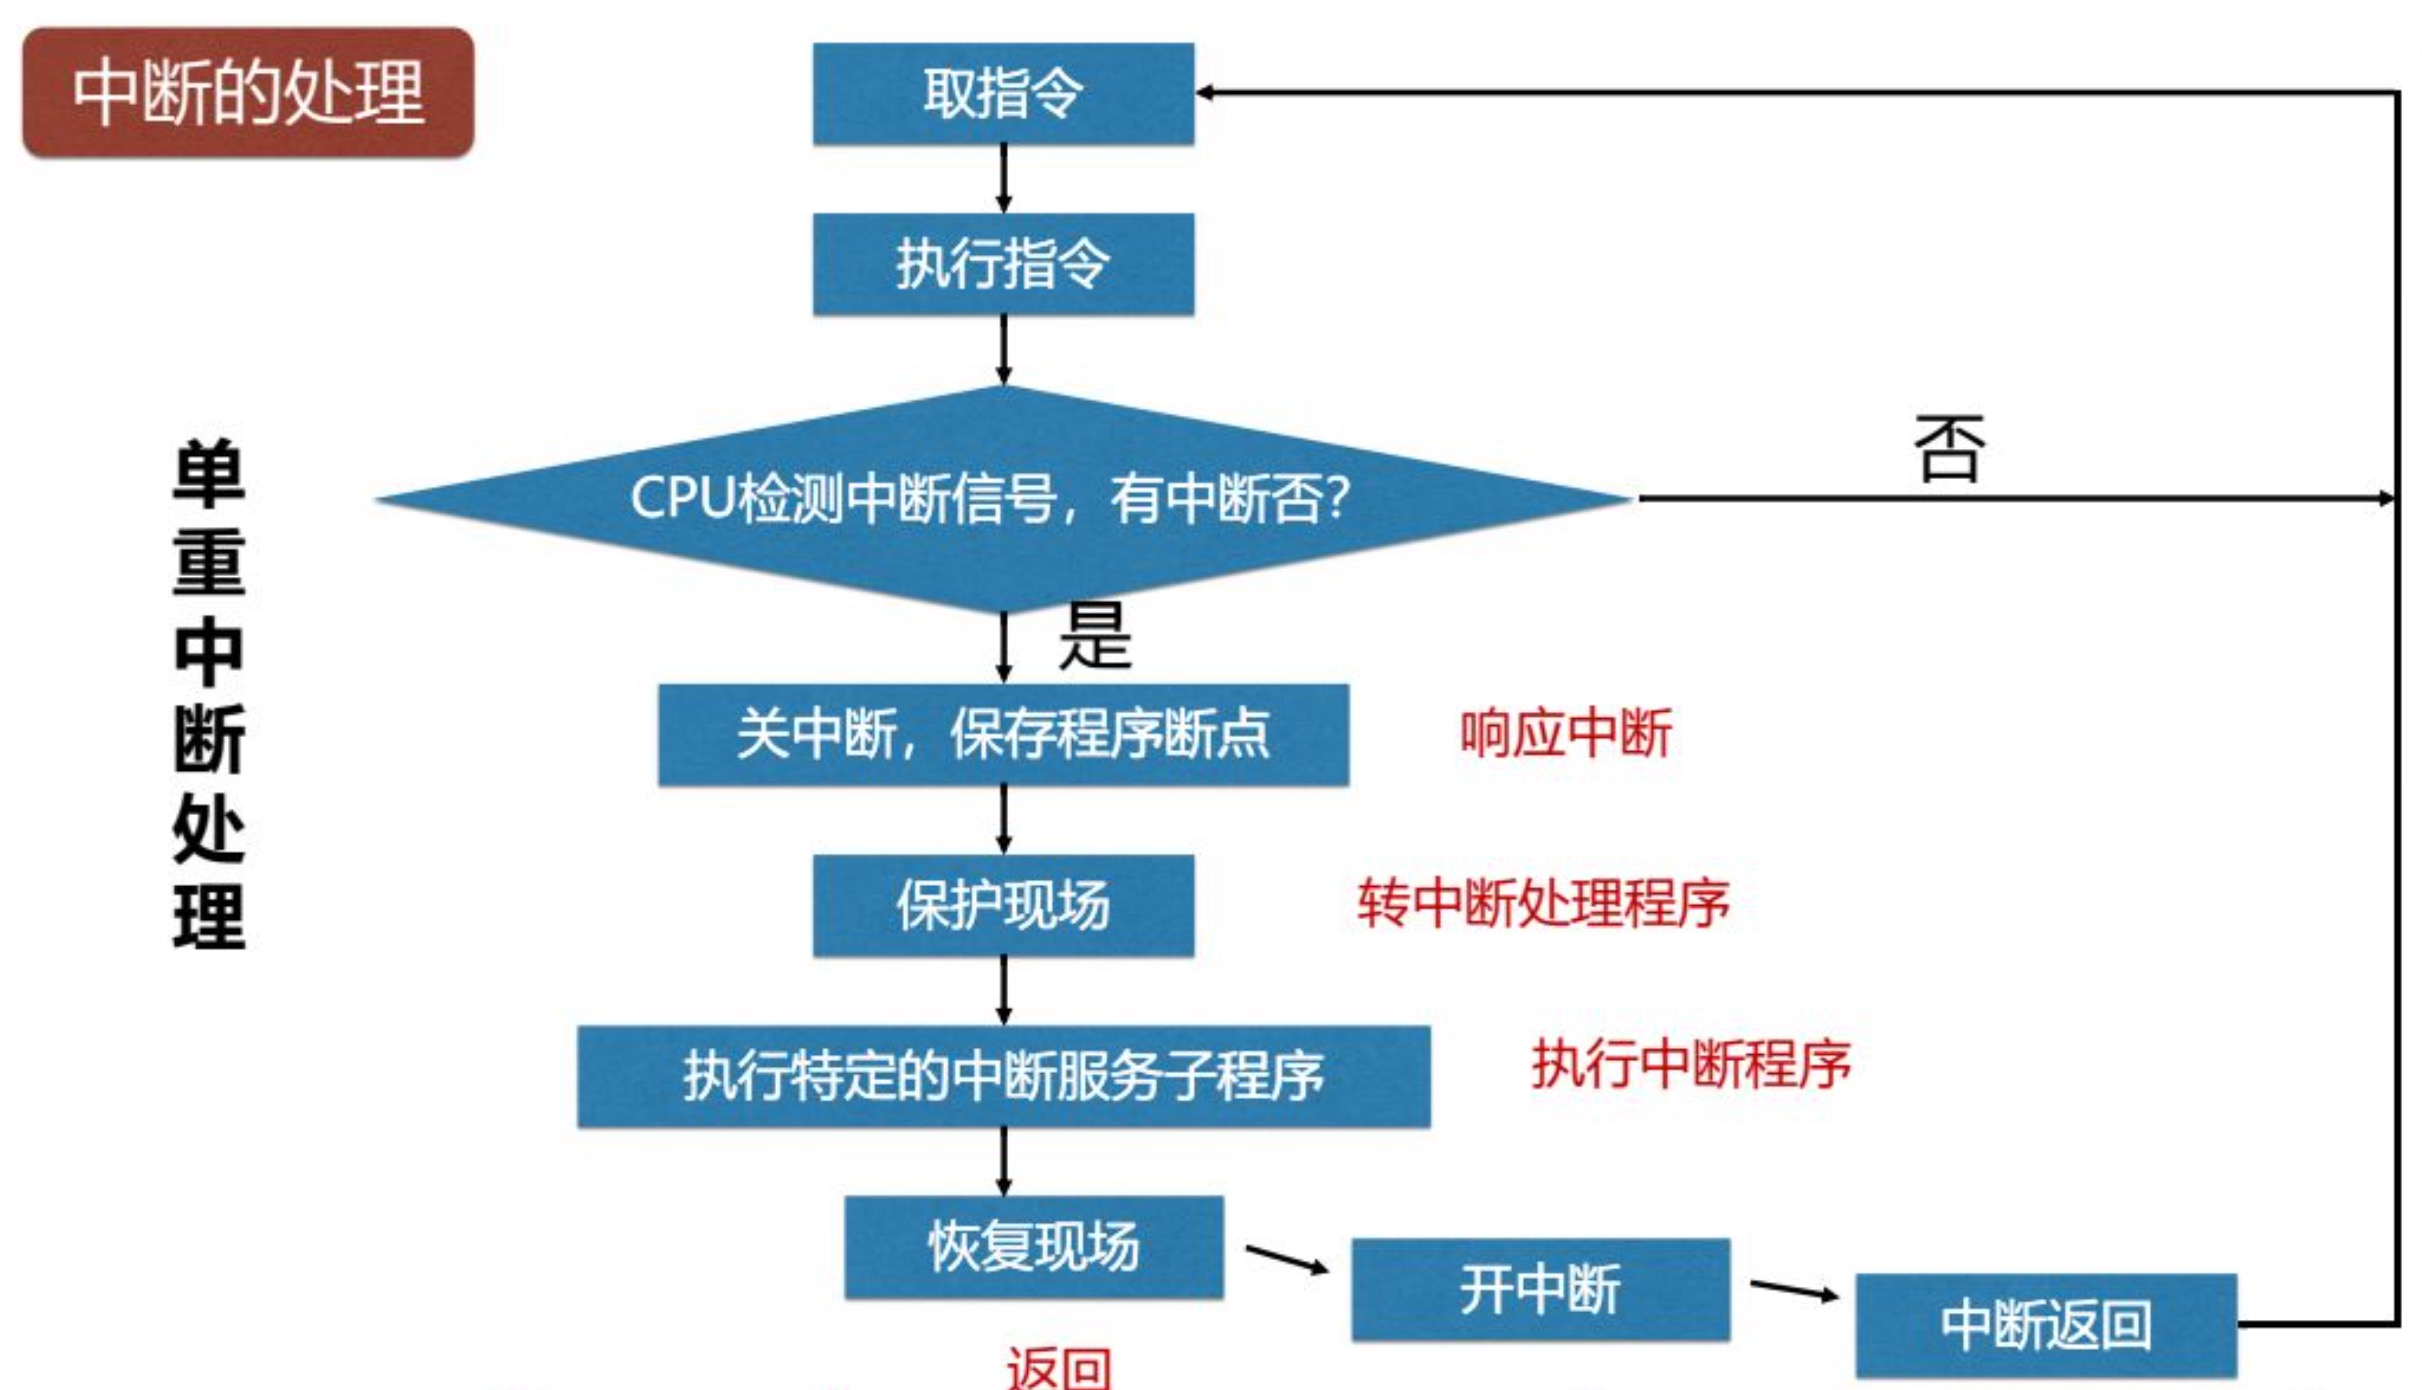 中断的处理
取指令
执行指令
单重中断处理
CPU检测中断信号，有中断否？
否
是
关中断，保存程序断点
响应中断
保护现场
转中断处理程序
执行特定的中断服务子程序
执行中断程序
恢复现场
开中断
中断返回
返回